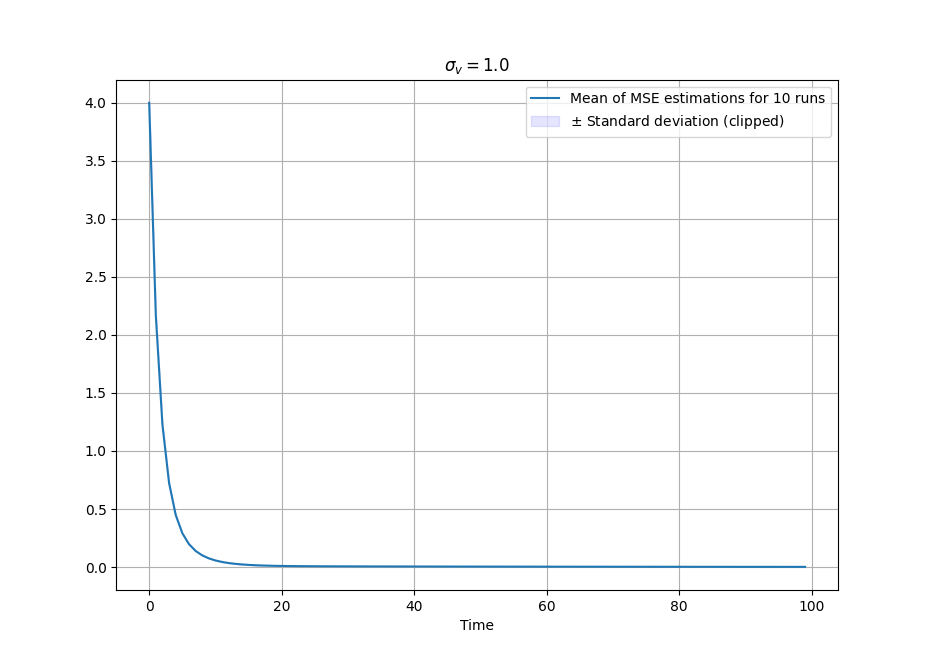 σᵥ = 1.0
Mean of MSE estimations for 10 runs
± Standard deviation (clipped)
4.0
3.5
3.0
2.5
2.0
1.5
1.0
0.5
0.0
0 20 40 60 80 100
Time